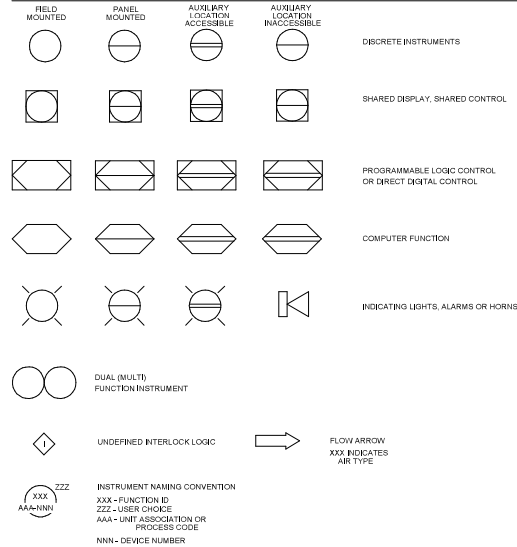 FIELD
MOUNTED
PANEL
MOUNTED
AUXILIARY
LOCATION
ACCESSIBLE
AUXILIARY
LOCATION
INACCESSIBLE
DISCRETE INSTRUMENTS
SHARED DISPLAY, SHARED CONTROL
PROGRAMMABLE LOGIC CONTROL
OR DIRECT DIGITAL CONTROL
COMPUTER FUNCTION
INDICATING LIGHTS, ALARMS OR HORNS
DUAL (MULTI)
FUNCTION INSTRUMENT
I
UNDEFINED INTERLOCK LOGIC
FLOW ARROW
XXX INDICATES
AIR TYPE
ZZZ
XXX
AAA-NNN
INSTRUMENT NAMING CONVENTION
XXX - FUNCTION ID
ZZZ - USER CHOICE
AAA - UNIT ASSOCIATION OR
PROCESS CODE
NNN - DEVICE NUMBER